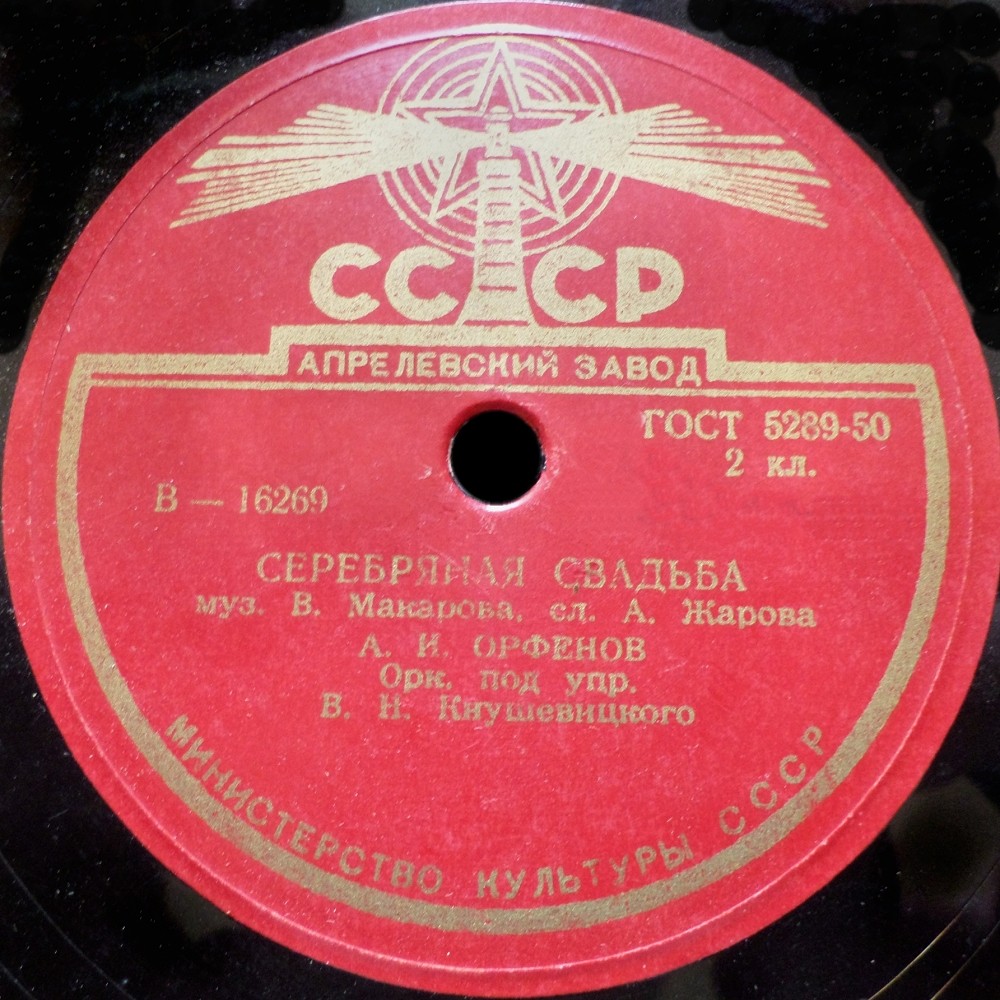 СССР
АПРЕЛЕВСКИЙ ЗАВОД
ГОСТ 5289-50
2 кл.
В — 16269
СЕРЕБРЯНАЯ СВАДЬБА
муз. В. Макарова, сл. А. Жарова
А. И. ОРФЕНОВ
Орк. под упр.
В. Н. Кнушевицкого
МИНИСТЕРСТВО КУЛЬТУРЫ СССР